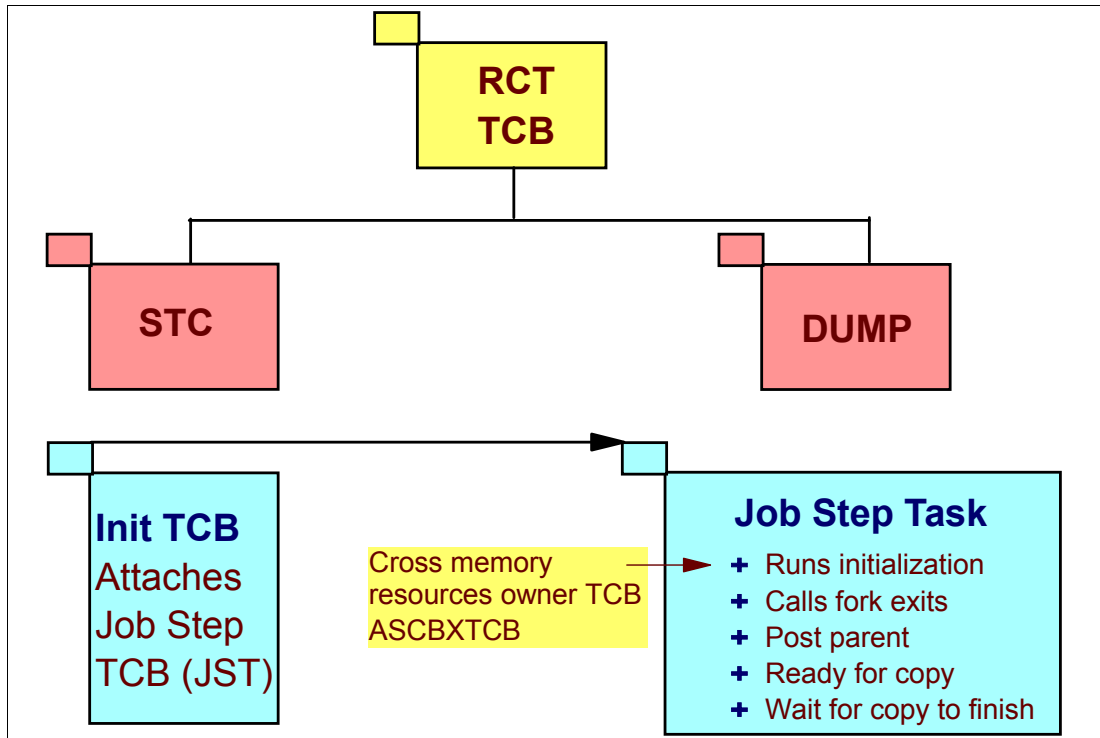 RCT
TCB
STC
DUMP
Init TCB
Attaches
Job Step
TCB (JST)
Cross memory
resources owner TCB
ASCBXTCB
Job Step Task
+ Runs initialization
+ Calls fork exits
+ Post parent
+ Ready for copy
+ Wait for copy to finish